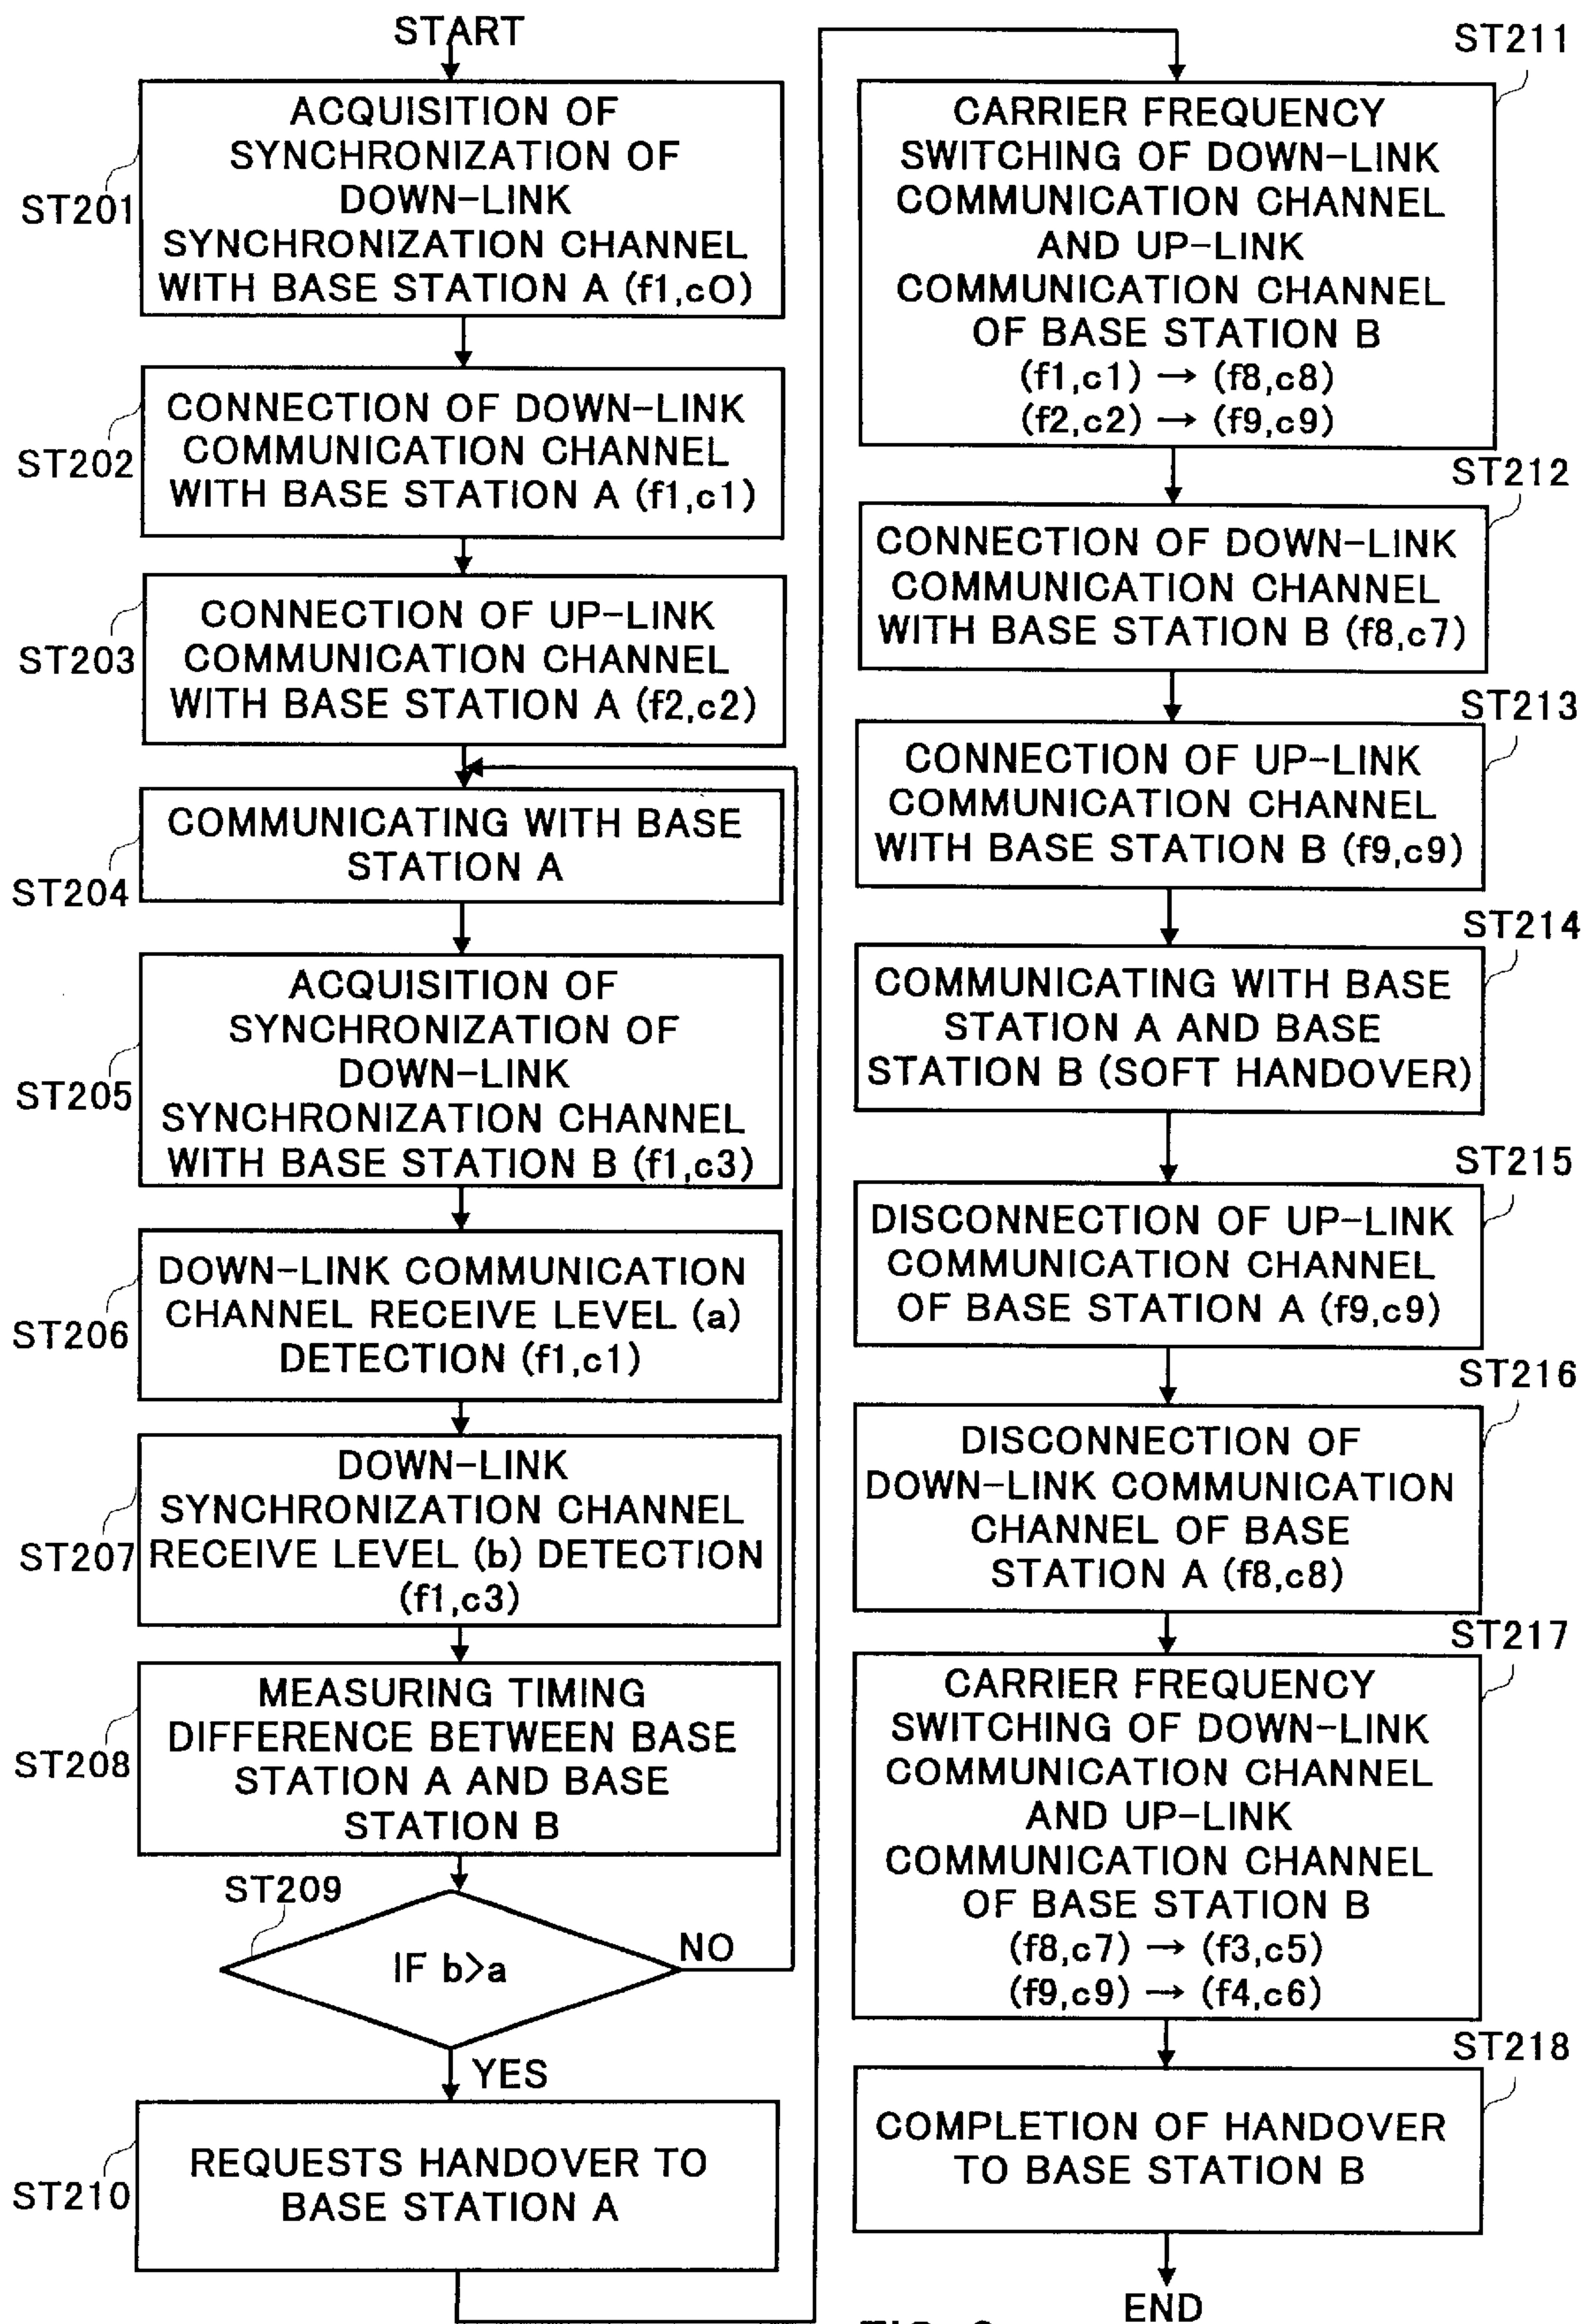 START
ST201
ACQUISITION OF
SYNCHRONIZATION OF
DOWN-LINK
SYNCHRONIZATION CHANNEL
WITH BASE STATION A (f1,c0)
ST202
CONNECTION OF DOWN-LINK
COMMUNICATION CHANNEL
WITH BASE STATION A (f1,c1)
ST203
CONNECTION OF UP-LINK
COMMUNICATION CHANNEL
WITH BASE STATION A (f2,c2)
ST204
COMMUNICATING WITH BASE
STATION A
ST205
ACQUISITION OF
SYNCHRONIZATION OF
DOWN-LINK
SYNCHRONIZATION CHANNEL
WITH BASE STATION B (f1,c3)
ST206
DOWN-LINK COMMUNICATION
CHANNEL RECEIVE LEVEL (a)
DETECTION (f1,c1)
ST207
DOWN-LINK
SYNCHRONIZATION CHANNEL
RECEIVE LEVEL (b) DETECTION
(f1,c3)
ST208
MEASURING TIMING
DIFFERENCE BETWEEN BASE
STATION A AND BASE
STATION B
ST209
IF b>a
NO
YES
ST210
REQUESTS HANDOVER TO
BASE STATION A
ST211
CARRIER FREQUENCY
SWITCHING OF DOWN-LINK
COMMUNICATION CHANNEL
AND UP-LINK
COMMUNICATION CHANNEL
OF BASE STATION B
(f1,c1) → (f8,c8)
(f2,c2) → (f9,c9)
ST212
CONNECTION OF DOWN-LINK
COMMUNICATION CHANNEL
WITH BASE STATION B (f8,c7)
ST213
CONNECTION OF UP-LINK
COMMUNICATION CHANNEL
WITH BASE STATION B (f9,c9)
ST214
COMMUNICATING WITH BASE
STATION A AND BASE
STATION B (SOFT HANDOVER)
ST215
DISCONNECTION OF UP-LINK
COMMUNICATION CHANNEL
OF BASE STATION A (f9,c9)
ST216
DISCONNECTION OF
DOWN-LINK COMMUNICATION
CHANNEL OF BASE
STATION A (f8,c8)
ST217
CARRIER FREQUENCY
SWITCHING OF DOWN-LINK
COMMUNICATION CHANNEL
AND UP-LINK
COMMUNICATION CHANNEL
OF BASE STATION B
(f8,c7) → (f3,c5)
(f9,c9) → (f4,c6)
ST218
COMPLETION OF HANDOVER
TO BASE STATION B
END